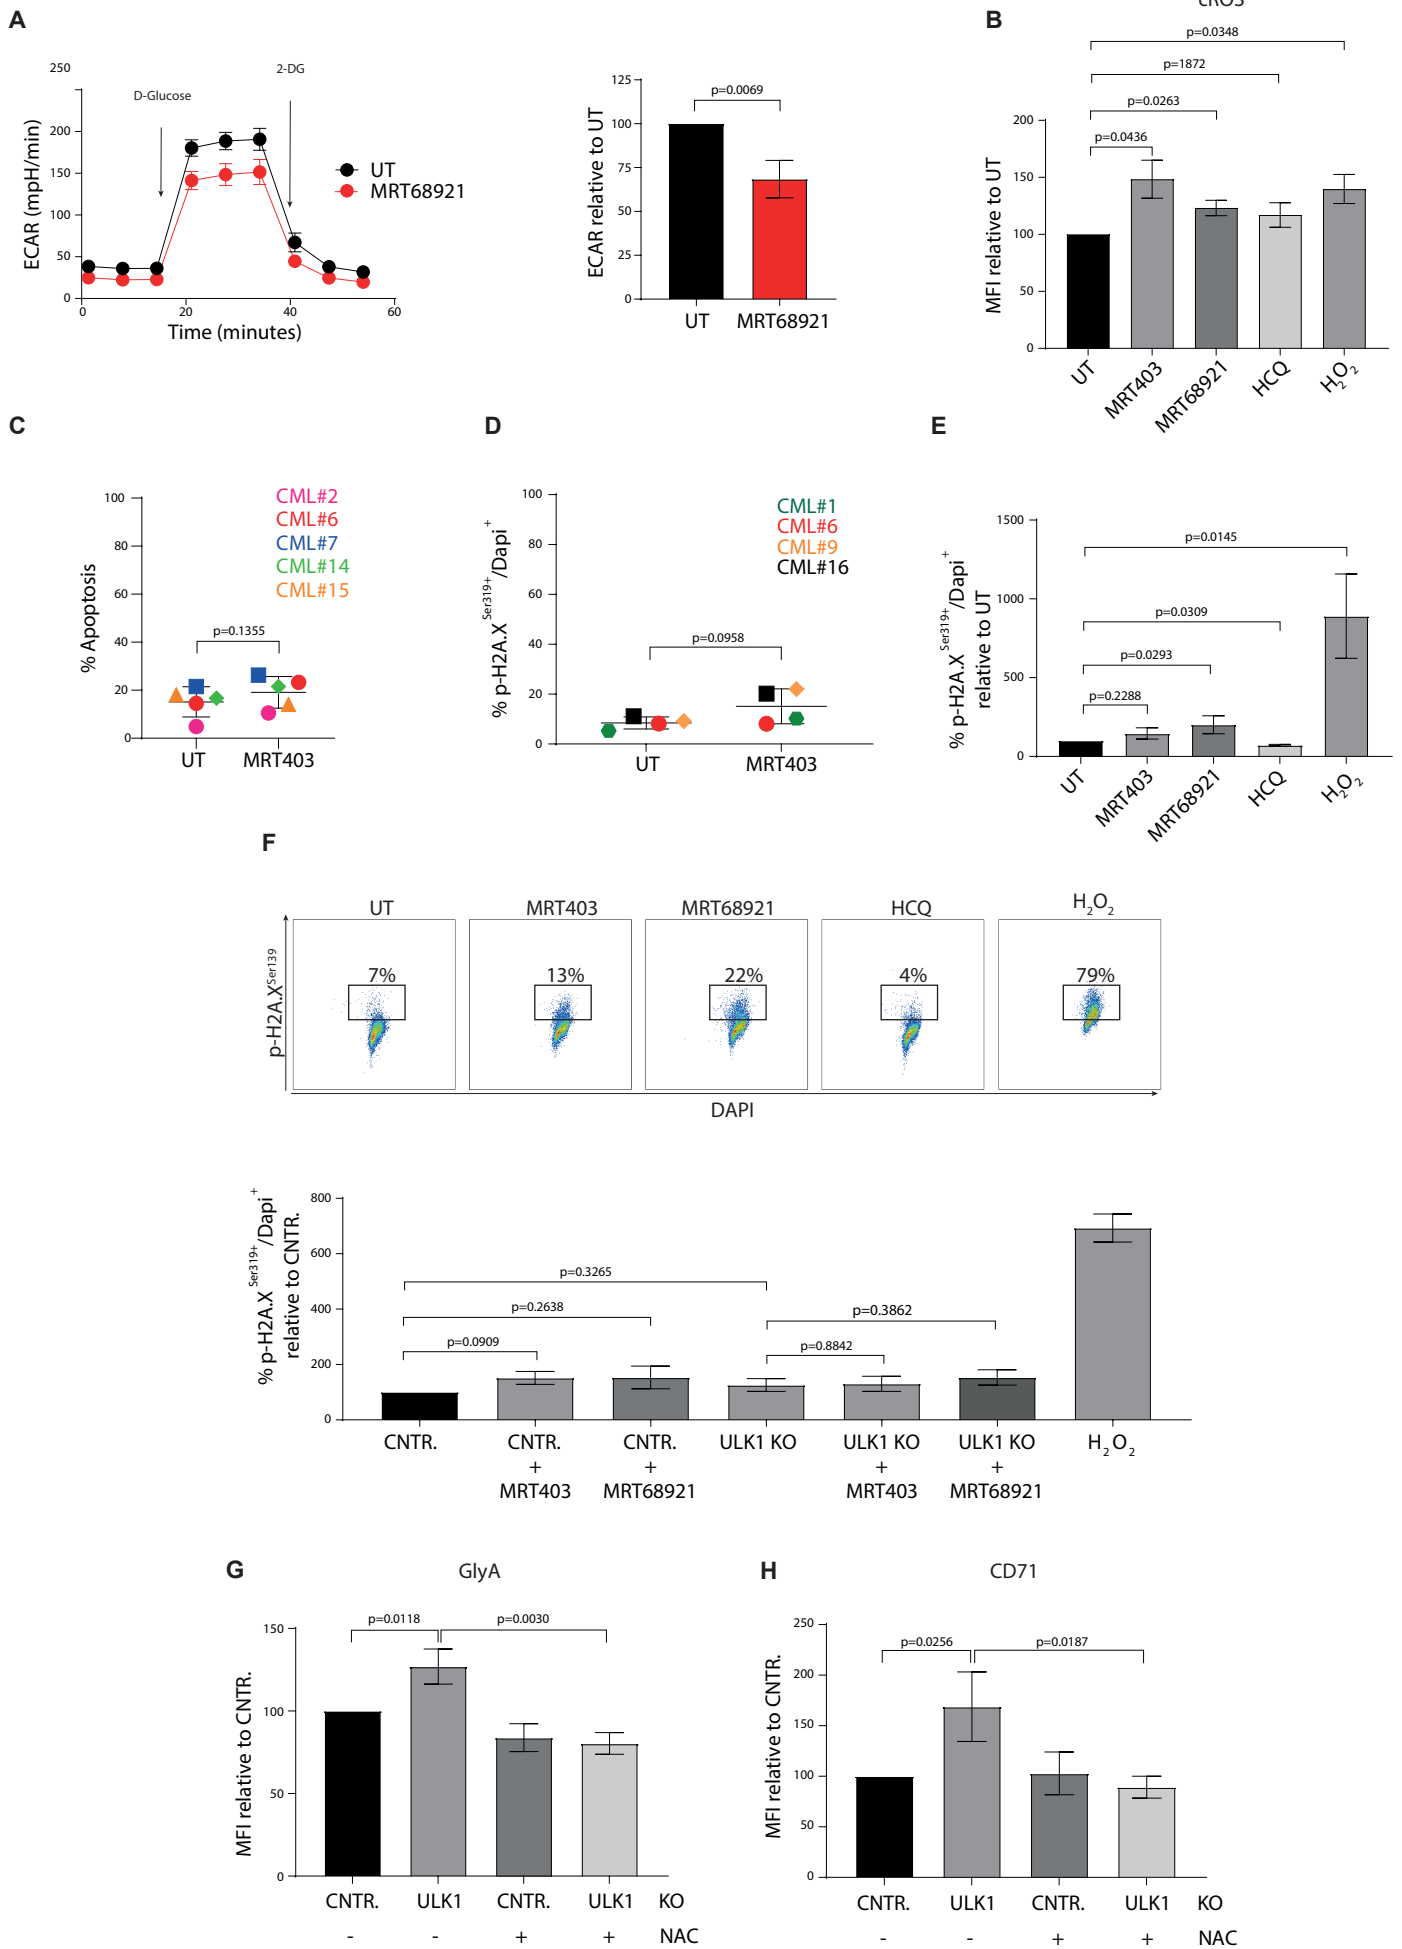 A
250
200
150
100
50
0
ECAR (mpH/min)
D-Glucose
2-DG
UT
MRT68921
0
20
40
60
Time (minutes)
125
100
75
50
25
0
ECAR relative to UT
p=0.0069
UT
MRT68921
B
cROS
p=0.0348
p=1872
p=0.0263
p=0.0436
200
150
100
50
0
MFI relative to UT
UT
MRT403
MRT68921
HCQ
H2O2
C
100
80
60
40
20
0
% Apoptosis
CML#2
CML#6
CML#7
CML#14
CML#15
p=0.1355
UT
MRT403
D
100
80
60
40
20
0
% p-H2A.X Ser319+/Dapi +
CML#1
CML#6
CML#9
CML#16
p=0.0958
UT
MRT403
E
1500
1000
500
0
% p-H2A.X Ser319+/Dapi +
relative to UT
p=0.0145
p=0.0309
p=0.0293
p=0.2288
UT
MRT403
MRT68921
HCQ
H2O2
F
UT
MRT403
MRT68921
HCQ
H2O2
p-H2A.X Ser139
7%
13%
22%
4%
79%
DAPI
800
600
400
200
0
% p-H2A.X Ser319+/Dapi +
relative to CNTR.
p=0.3265
p=0.2638
p=0.0909
p=0.3862
p=0.8842
CNTR.
CNTR.
+
MRT403
CNTR.
+
MRT68921
ULK1 KO
ULK1 KO
+
MRT403
ULK1 KO
+
MRT68921
H2O2
G
GlyA
p=0.0118
p=0.0030
150
100
50
0
MFI relative to CNTR.
CNTR. ULK1 CNTR. ULK1 KO
- - + + NAC
H
CD71
p=0.0256
p=0.0187
250
200
150
100
50
0
MFI relative to CNTR.
CNTR. ULK1 CNTR. ULK1 KO
- - + + NAC